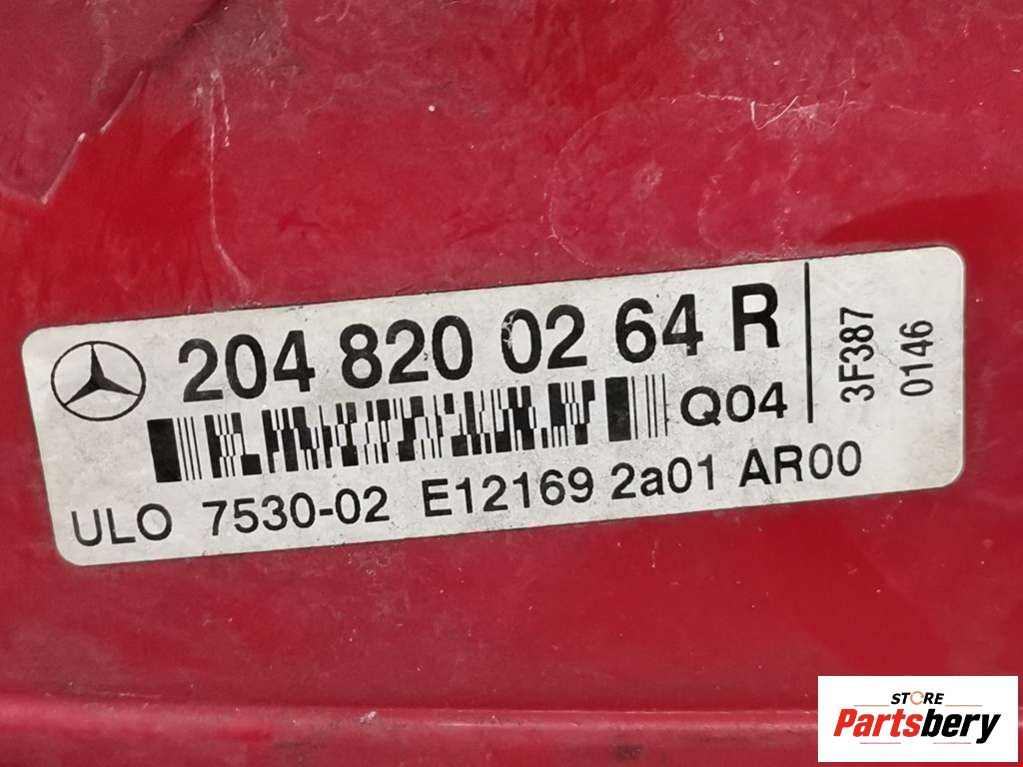 204 820 02 64 R
Q04
ULO 7530-02 E12169 2a01 AR00
3F387
0146
STORE
Partsbery